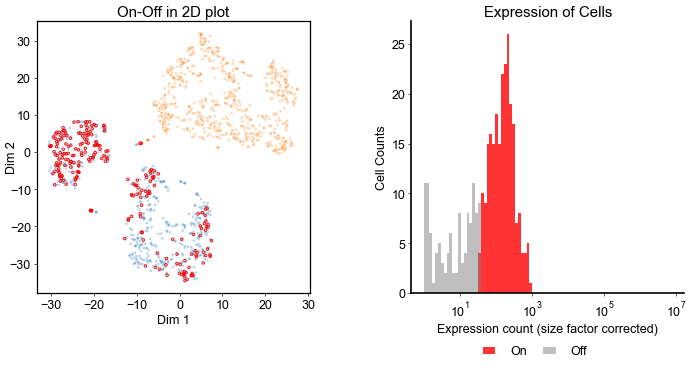 On-Off in 2D plot
Dim 2
30
20
10
0
−10
−20
−30
−30 −20 −10 0 10 20 30
Dim 1
Expression of Cells
Cell Counts
25
20
15
10
5
0
10^1 10^3 10^5 10^7
Expression count (size factor corrected)
On Off